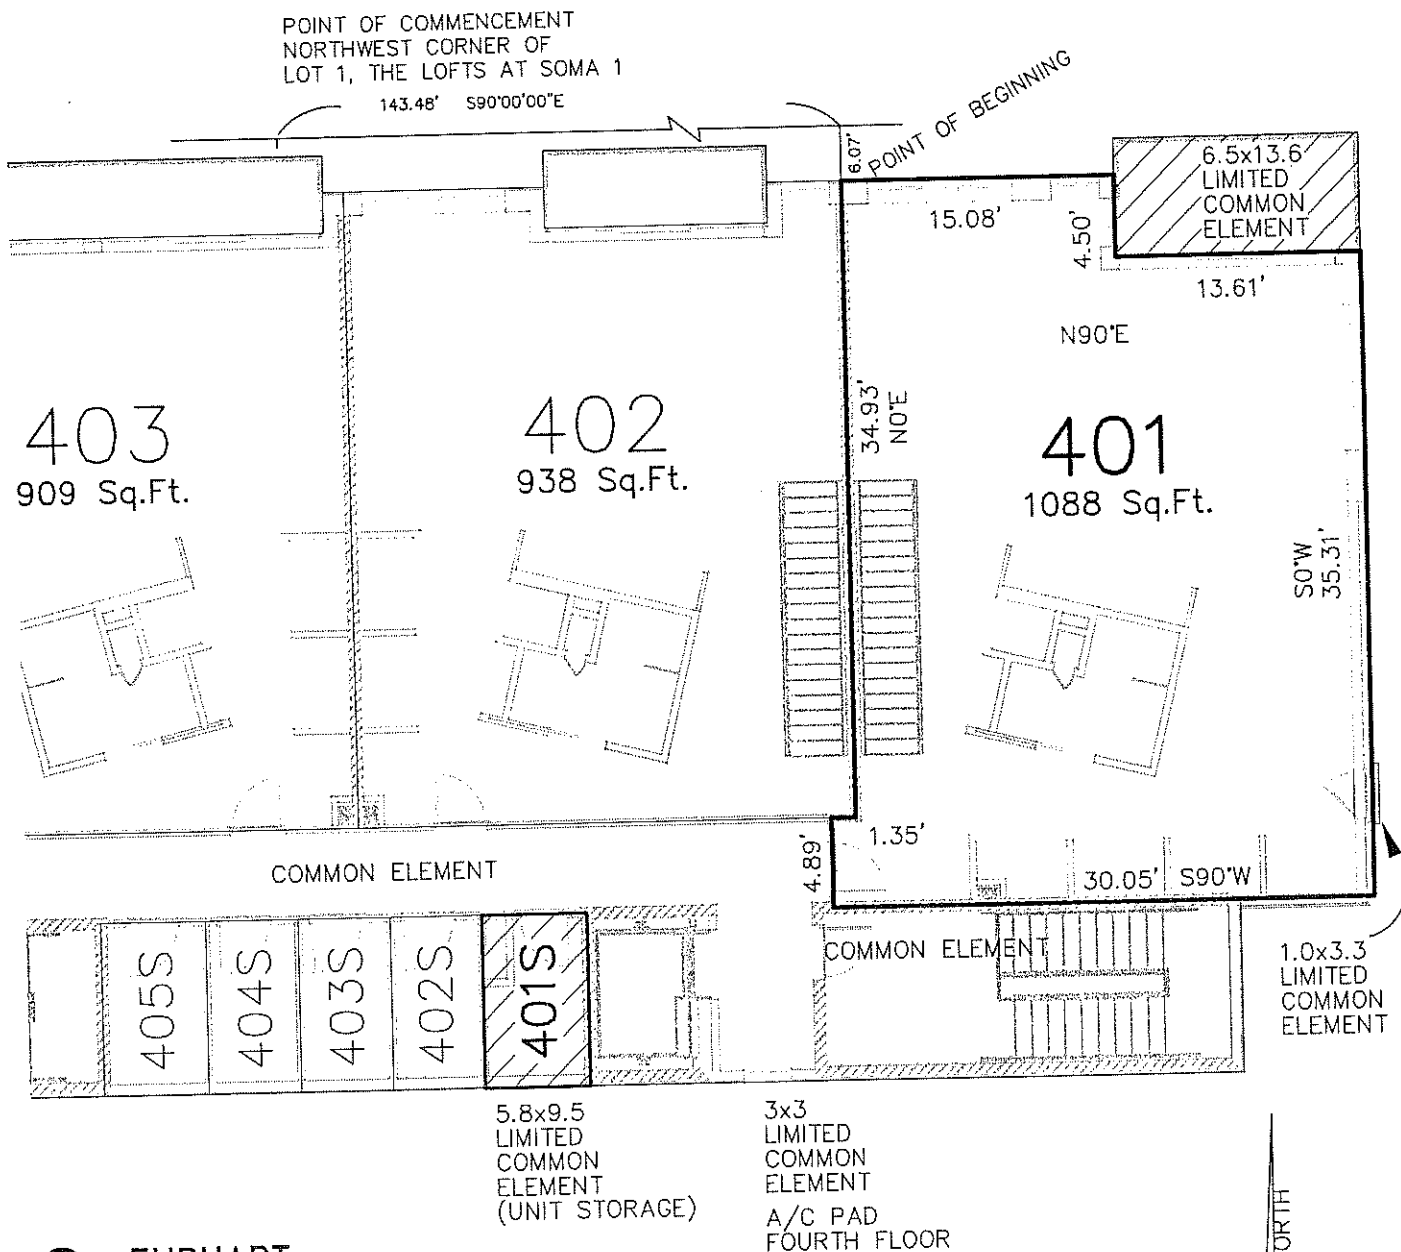 POINT OF COMMENCEMENT
NORTHWEST CORNER OF
LOT 1, THE LOFTS AT SOMA 1
143.48' S90°00'00"E
6.07'
POINT OF BEGINNING
6.5x13.6
LIMITED
COMMON
ELEMENT
15.08'
4.50'
13.61'
N90°E
403
909 Sq.Ft.
402
938 Sq.Ft.
34.93'
N0°E
401
1088 Sq.Ft.
S0°W
35.31'
1.35'
4.89'
30.05' S90°W
COMMON ELEMENT
COMMON ELEMENT
405S
404S
403S
402S
401S
1.0x3.3
LIMITED
COMMON
ELEMENT
5.8x9.5
LIMITED
COMMON
ELEMENT
(UNIT STORAGE)
3x3
LIMITED
COMMON
ELEMENT
A/C PAD
FOURTH FLOOR